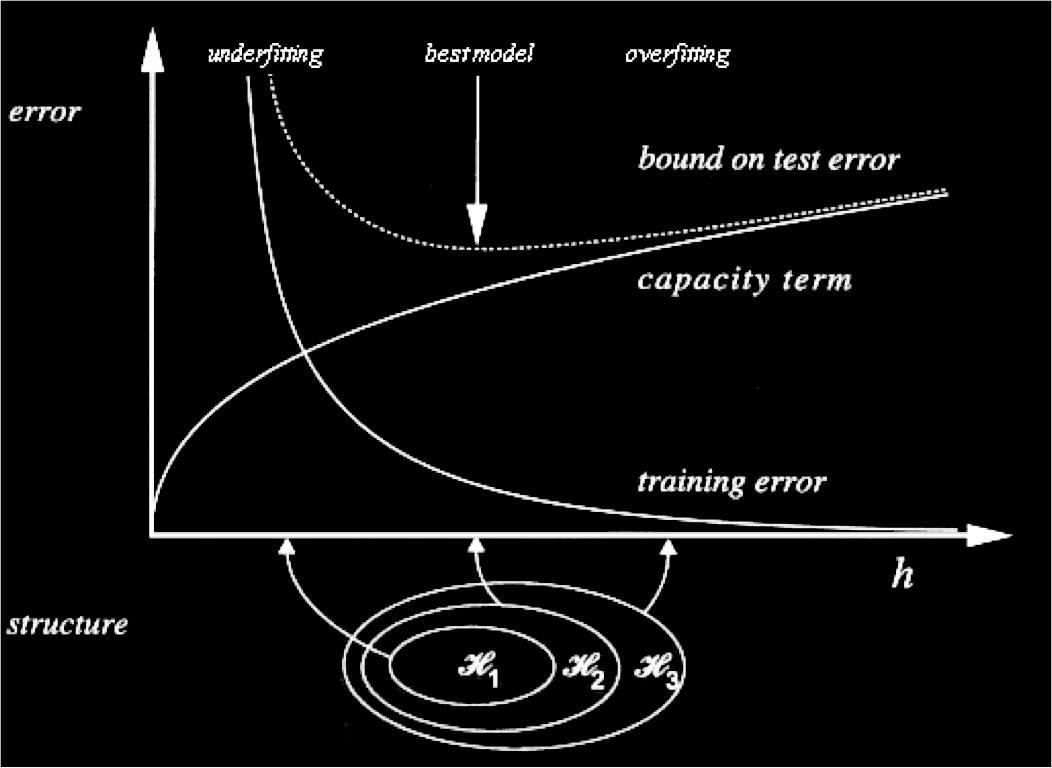 underfitting
best model
overfitting
error
bound on test error
capacity term
training error
h
structure
ℋ1
ℋ2
ℋ3